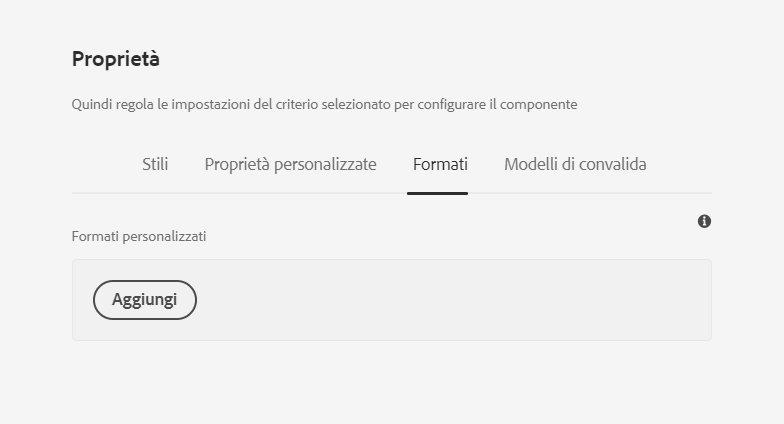 Proprietà
Quindi regola le impostazioni del criterio selezionato per configurare il componente
Stili Proprietà personalizzate Formati Modelli di convalida
Formati personalizzati
Aggiungi